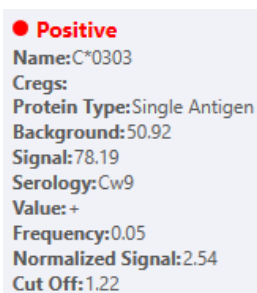 Positive
Name:C*0303
Cregs:
Protein Type:Single Antigen
Background:50.92
Signal:78.19
Serology:Cw9
Value:+
Frequency:0.05
Normalized Signal:2.54
Cut Off:1.22